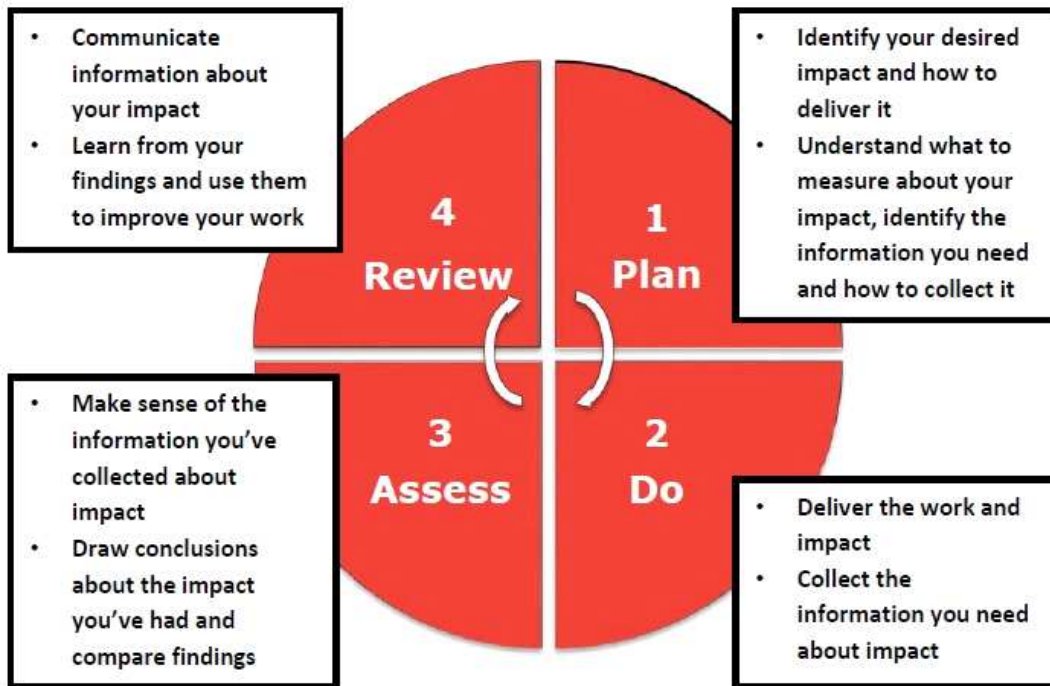 • Communicate
information about
your impact
• Learn from your
findings and use them
to improve your work
• Identify your desired
impact and how to
deliver it
• Understand what to
measure about your
impact, identify the
information you need
and how to collect it
4
Review
1
Plan
3
Assess
2
Do
• Make sense of the
information you’ve
collected about
impact
• Draw conclusions
about the impact
you’ve had and
compare findings
• Deliver the work and
impact
• Collect the
information you need
about impact